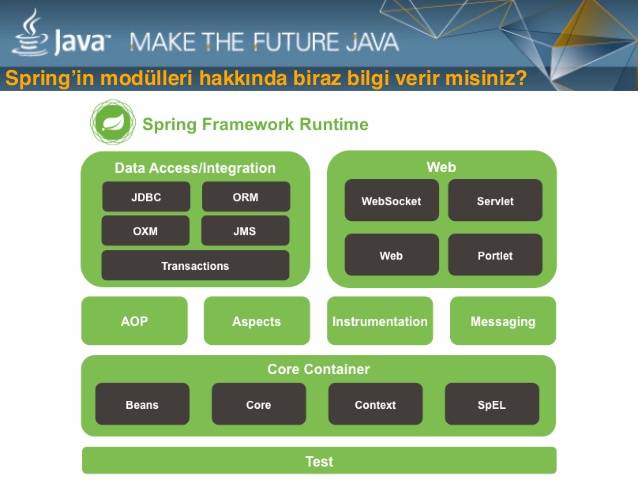 Java™ MAKE THE FUTURE JAVA
Spring’in modülleri hakkında biraz bilgi verir misiniz?
Spring Framework Runtime
Data Access/Integration
JDBC ORM
OXM JMS
Transactions
Web
WebSocket Servlet
Web Portlet
AOP Aspects Instrumentation Messaging
Core Container
Beans Core Context SpEL
Test